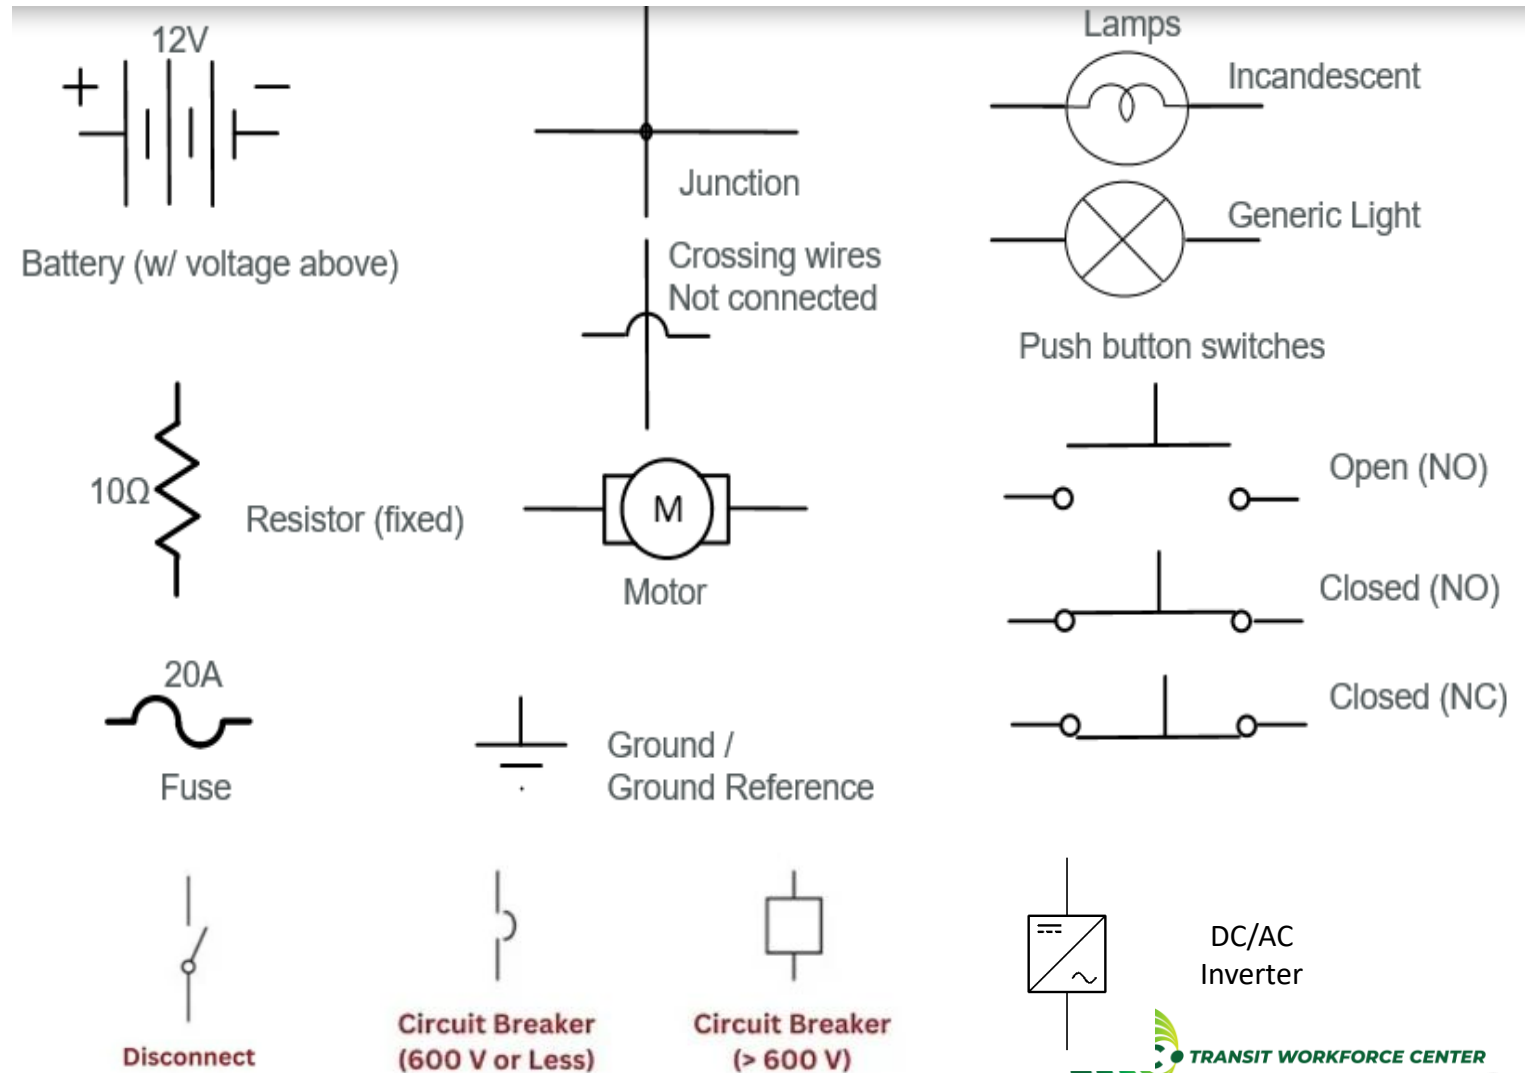 12V
+ −
Battery (w/ voltage above)
10Ω
Resistor (fixed)
20A
Fuse
Disconnect
Junction
Crossing wires
Not connected
M
Motor
Ground /
Ground Reference
Circuit Breaker
(600 V or Less)
Circuit Breaker
(> 600 V)
Lamps
Incandescent
Generic Light
Push button switches
Open (NO)
Closed (NO)
Closed (NC)
DC/AC
Inverter
TRANSIT WORKFORCE CENTER